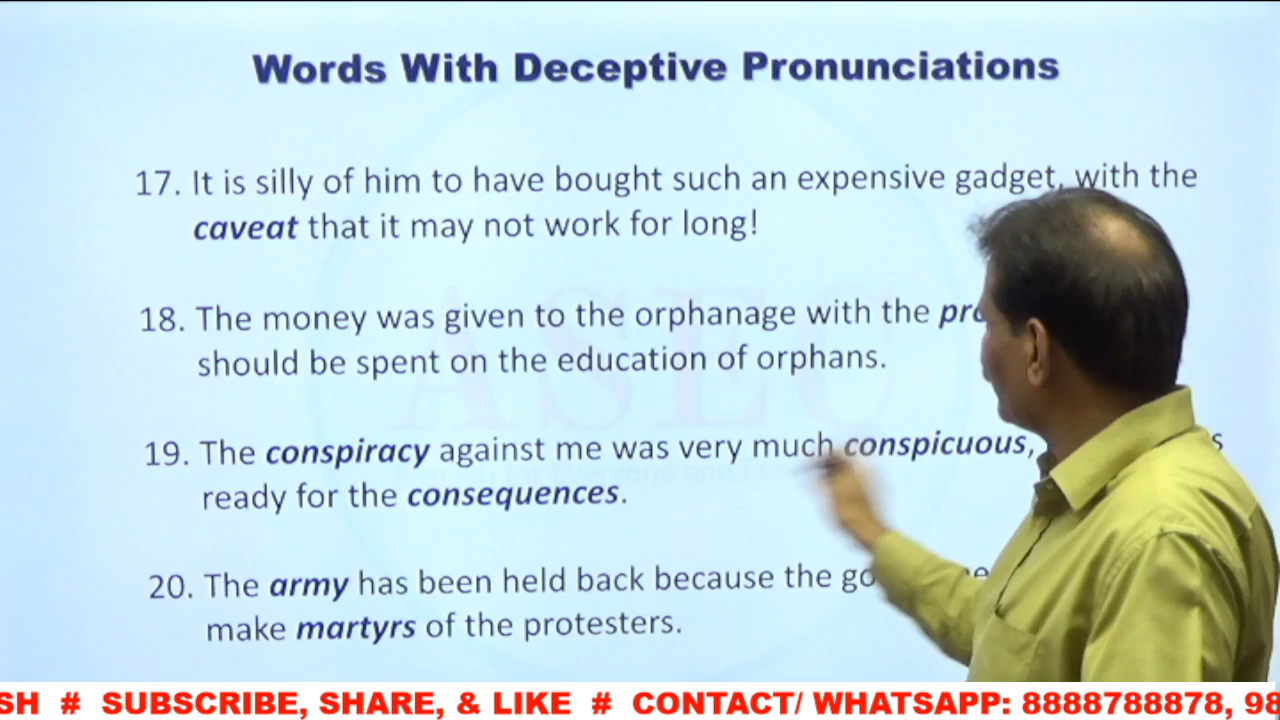 Words With Deceptive Pronunciations
17. It is silly of him to have bought such an expensive gadget, with the
caveat that it may not work for long!
18. The money was given to the orphanage with the
should be spent on the education of orphans.
19. The conspiracy against me was very much conspicuous,
ready for the consequences.
20. The army has been held back because the
make martyrs of the protesters.
SH # SUBSCRIBE, SHARE, & LIKE # CONTACT/ WHATSAPP: 8888788878, 98